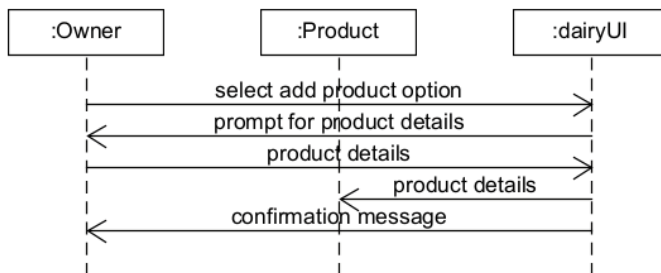 :Owner
:Product
:dairyUI
select add product option
prompt for product details
product details
product details
confirmation message